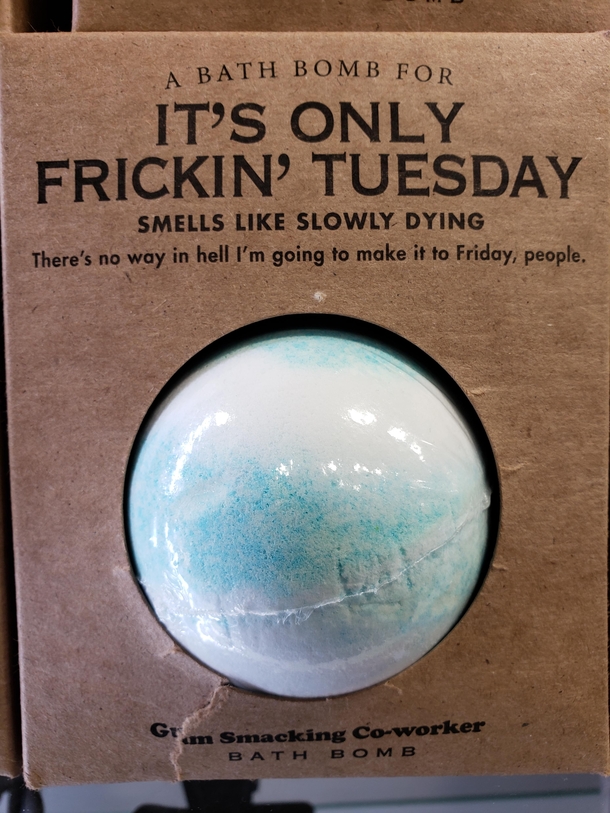 A BATH BOMB FOR
IT'S ONLY
FRICKIN' TUESDAY
SMELLS LIKE SLOWLY DYING
There's no way in hell I'm going to make it to Friday, people.
Gum Smacking Co-worker
BATH BOMB